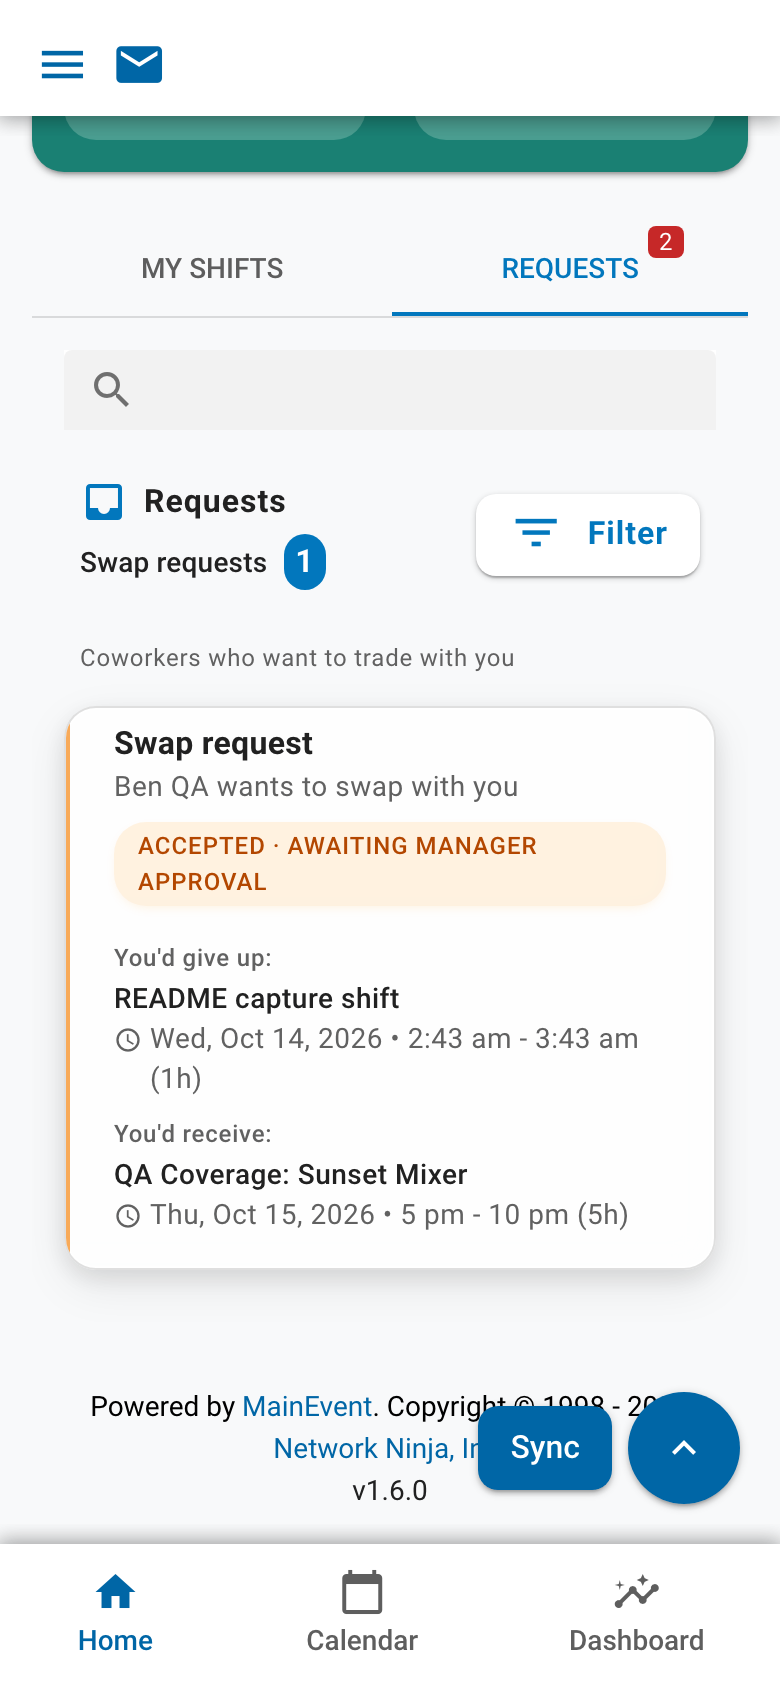 MY SHIFTS
REQUESTS
2
Requests
Swap requests 1
Filter
Coworkers who want to trade with you
Swap request
Ben QA wants to swap with you
ACCEPTED · AWAITING MANAGER
APPROVAL
You'd give up:
README capture shift
Wed, Oct 14, 2026 • 2:43 am - 3:43 am
(1h)
You'd receive:
QA Coverage: Sunset Mixer
Thu, Oct 15, 2026 • 5 pm - 10 pm (5h)
Powered by MainEvent. Copyright © 1998 -
Network Ninja,
v1.6.0
Sync
Home
Calendar
Dashboard